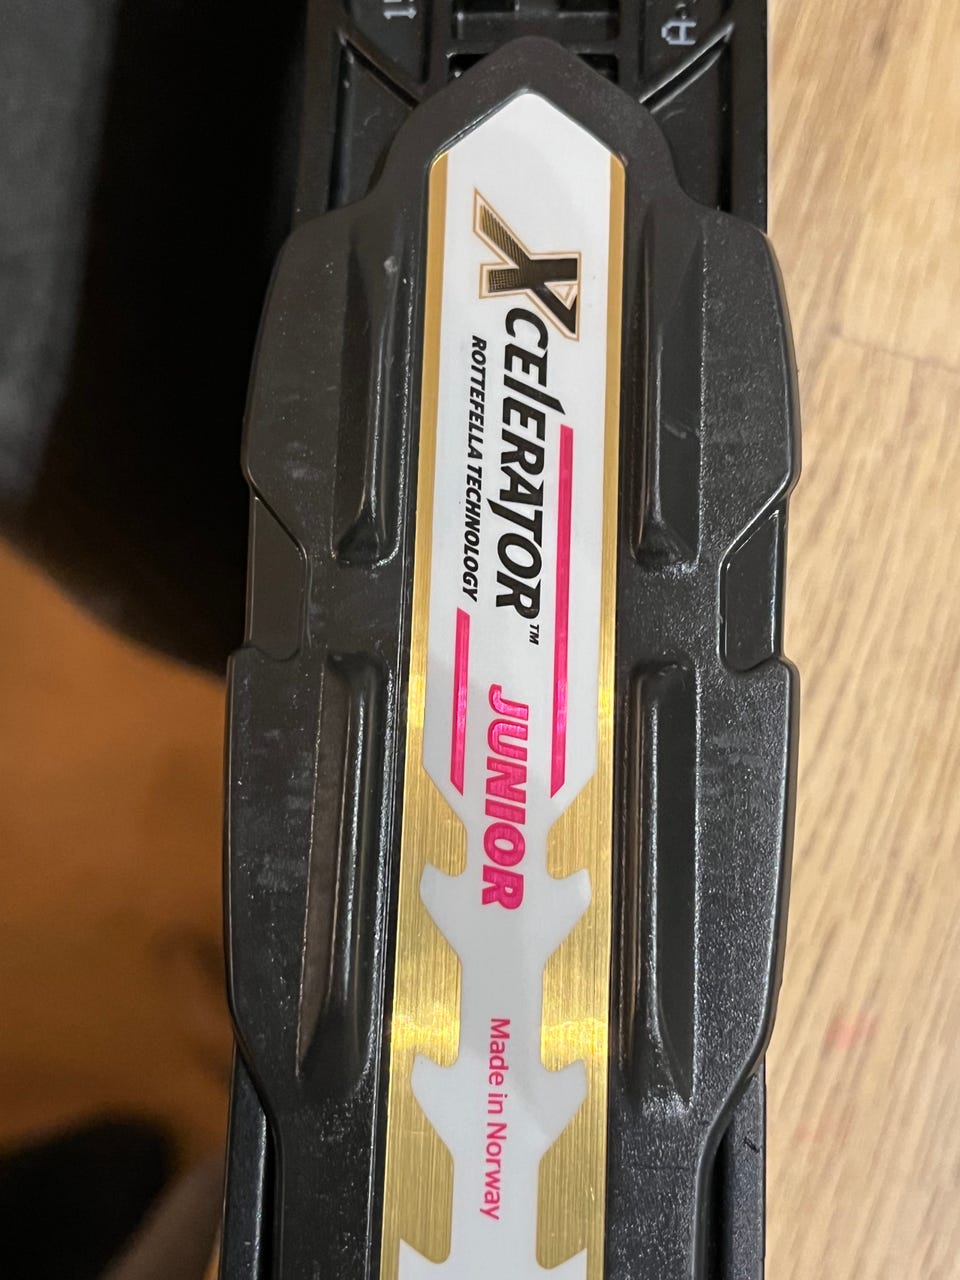 XcelERATOR™
ROTTEFELLA TECHNOLOGY
JUNIOR
Made in Norway